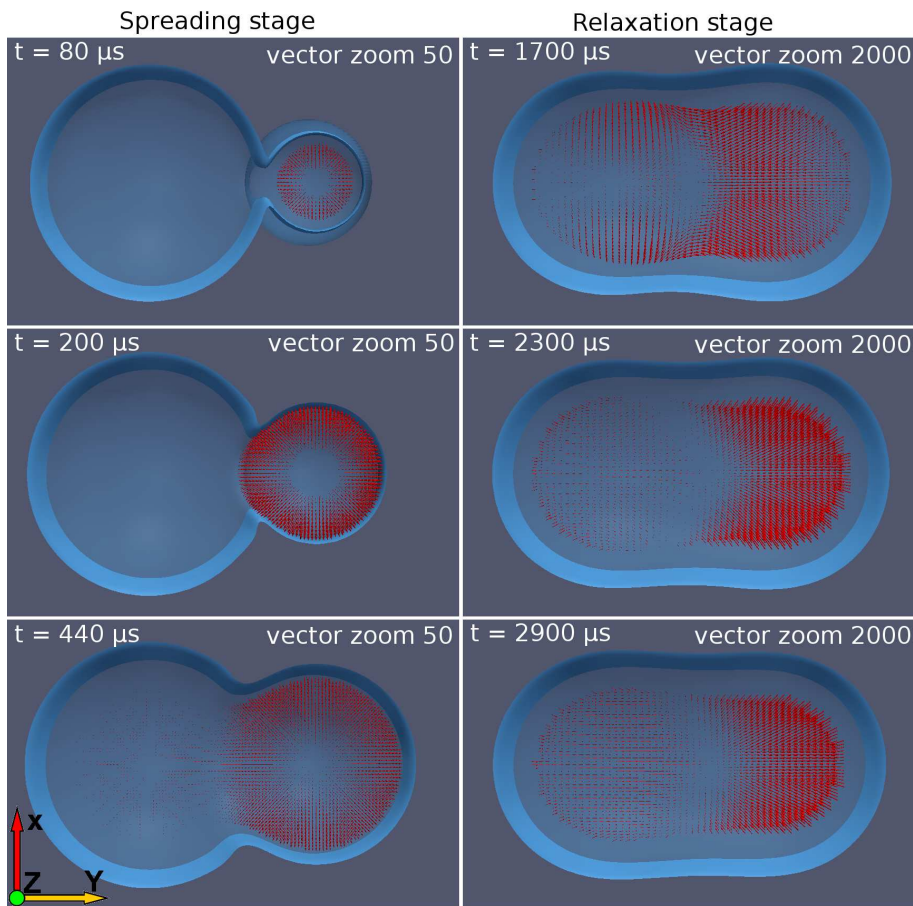 Spreading stage
Relaxation stage
t = 80 µs
vector zoom 50
t = 1700 µs
vector zoom 2000
t = 200 µs
vector zoom 50
t = 2300 µs
vector zoom 2000
t = 440 µs
vector zoom 50
t = 2900 µs
vector zoom 2000
x
Z
Y